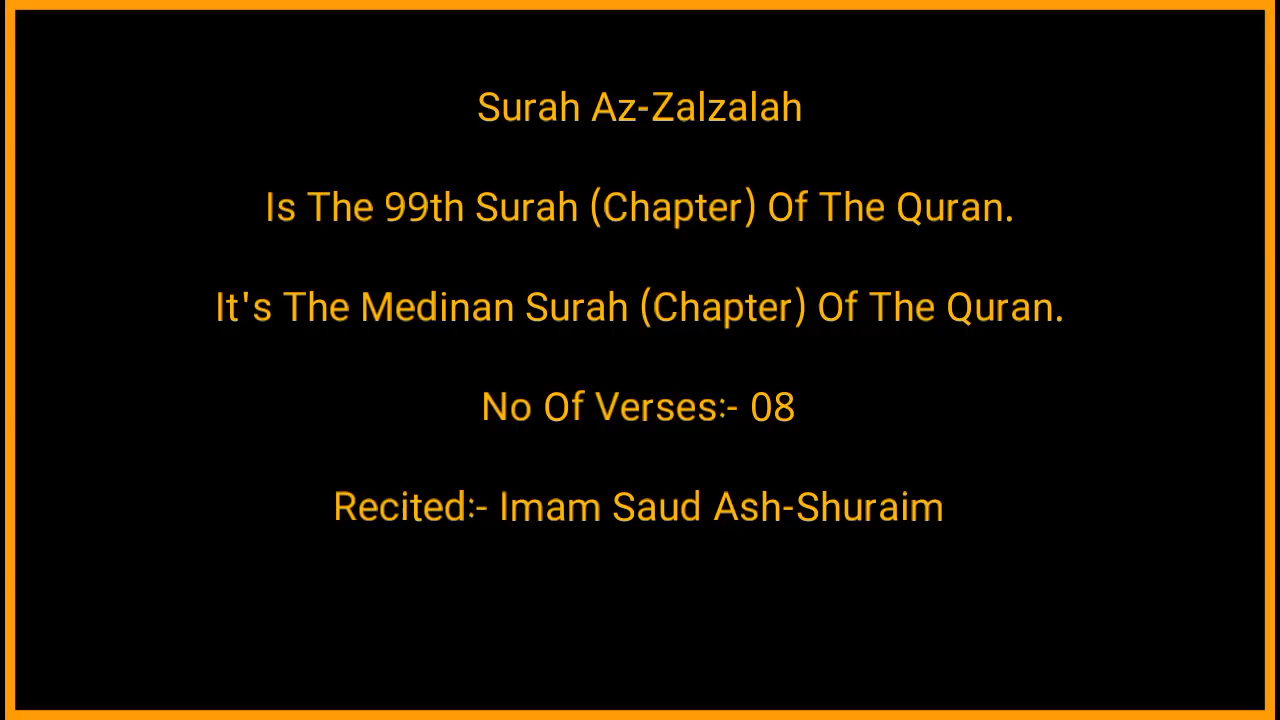 Surah Az-Zalzalah
Is The 99th Surah (Chapter) Of The Quran.
It's The Medinan Surah (Chapter) Of The Quran.
No Of Verses:- 08
Recited:- Imam Saud Ash-Shuraim